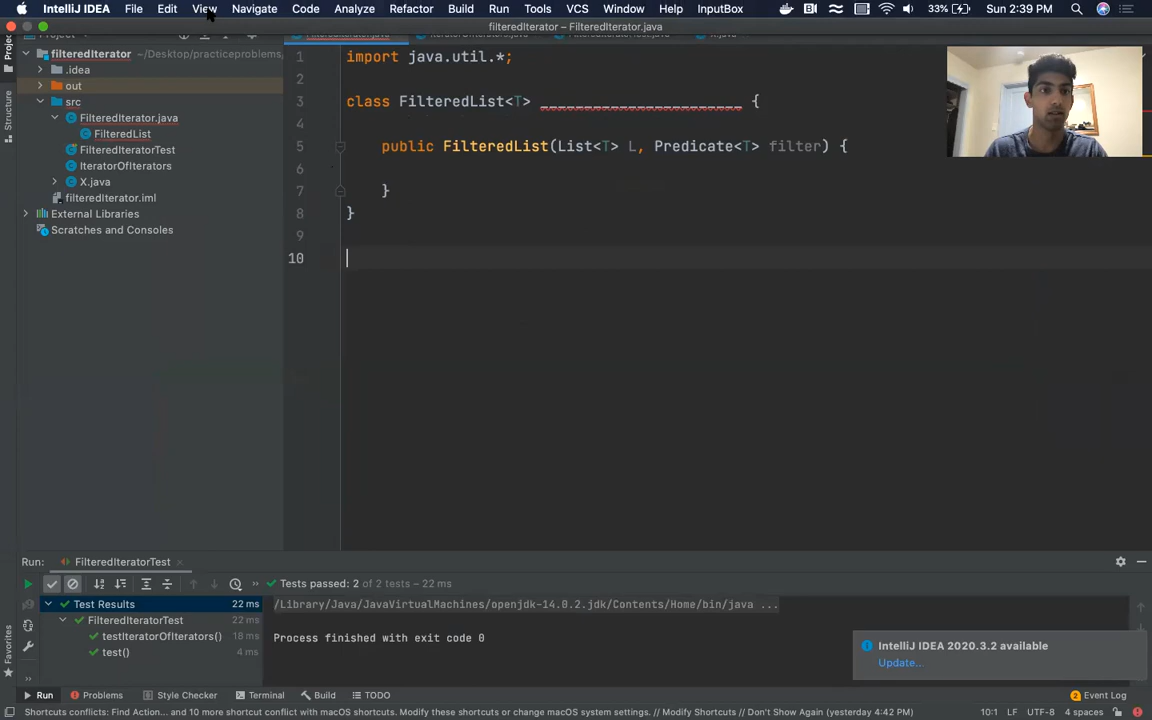 IntelliJ IDEA File Edit View Navigate Code Analyze Refactor Build Run Tools VCS Window Help InputBox 33% Sun 2:39 PM
filteredIterator – FilteredIterator.java
Project
1 import java.util.*;
filteredIterator ~/Desktop/practiceproblems
2
.idea
out
3 class FilteredList<T> ______________________ {
src
FilteredIterator.java
4
FilteredList
5 public FilteredList(List<T> L, Predicate<T> filter) {
FilteredIteratorTest
IteratorOfIterators
6
X.java
7 }
filteredIterator.iml
8 }
External Libraries
Scratches and Consoles
9
10
Structure
Favorites
Run: FilteredIteratorTest
Tests passed: 2 of 2 tests – 22 ms
Test Results 22 ms
/Library/Java/JavaVirtualMachines/openjdk-14.0.2.jdk/Contents/Home/bin/java ...
FilteredIteratorTest 22 ms
testIteratorOfIterators() 18 ms
Process finished with exit code 0
test() 4 ms
IntelliJ IDEA 2020.3.2 available
Update...
Run Problems Style Checker Terminal Build TODO 2 Event Log
Shortcuts conflicts: Find Action... and 10 more shortcut conflict with macOS shortcuts. Modify Shortcuts or change macOS system settings. // Modify Shortcuts // Don't Show Again (yesterday 4:42 PM) 10:1 LF UTF-8 4 spaces